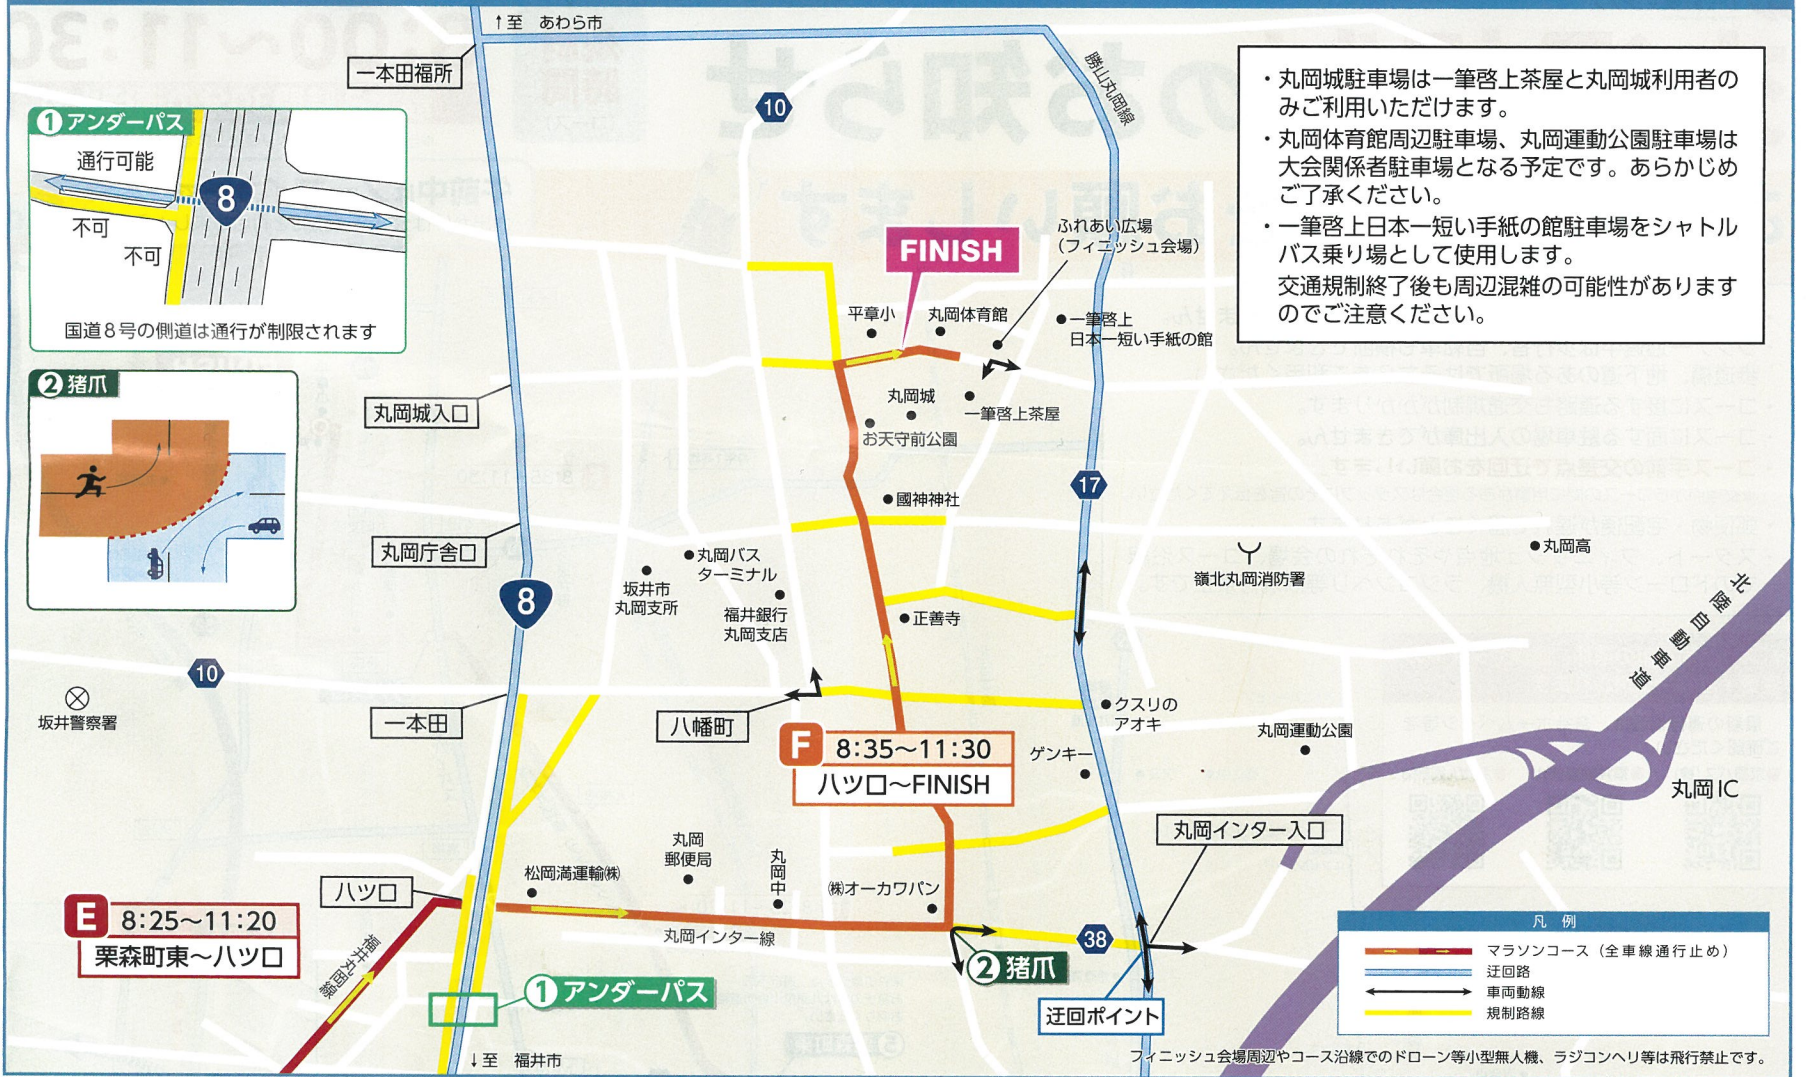 ↑至 あわら市
一本田福所
勝山丸岡線
10
・丸岡城駐車場は一筆啓上茶屋と丸岡城利用者の
みご利用いただけます。
・丸岡体育館周辺駐車場、丸岡運動公園駐車場は
大会関係者駐車場となる予定です。あらかじめ
ご了承ください。
・一筆啓上日本一短い手紙の館駐車場をシャトル
バス乗り場として使用します。
交通規制終了後も周辺混雑の可能性があります
のでご注意ください。
①アンダーパス
通行可能
8
不可
不可
国道8号の側道は通行が制限されます
②猪爪
FINISH
ふれあい広場
(フィニッシュ会場)
平章小
丸岡体育館
一筆啓上
日本一短い手紙の館
丸岡城
一筆啓上茶屋
お天守前公園
丸岡城入口
17
國神神社
丸岡庁舎口
丸岡バス
ターミナル
坂井市
丸岡支所
福井銀行
丸岡支店
8
嶺北丸岡消防署
丸岡高
正善寺
北陸自動車道
10
坂井警察署
一本田
八幡町
クスリの
アオキ
ゲンキー
丸岡運動公園
丸岡IC
F 8:35〜11:30
八ツ口〜FINISH
丸岡インター入口
丸岡
郵便局
丸岡中
松岡満運輸㈱
㈱オーカワパン
八ツ口
E 8:25〜11:20
栗森町東〜八ツ口
福井丸岡線
丸岡インター線
38
②猪爪
①アンダーパス
迂回ポイント
凡例
マラソンコース(全車線通行止め)
迂回路
車両動線
規制路線
↓至 福井市
フィニッシュ会場周辺やコース沿線でのドローン等小型無人機、ラジコンヘリ等は飛行禁止です。